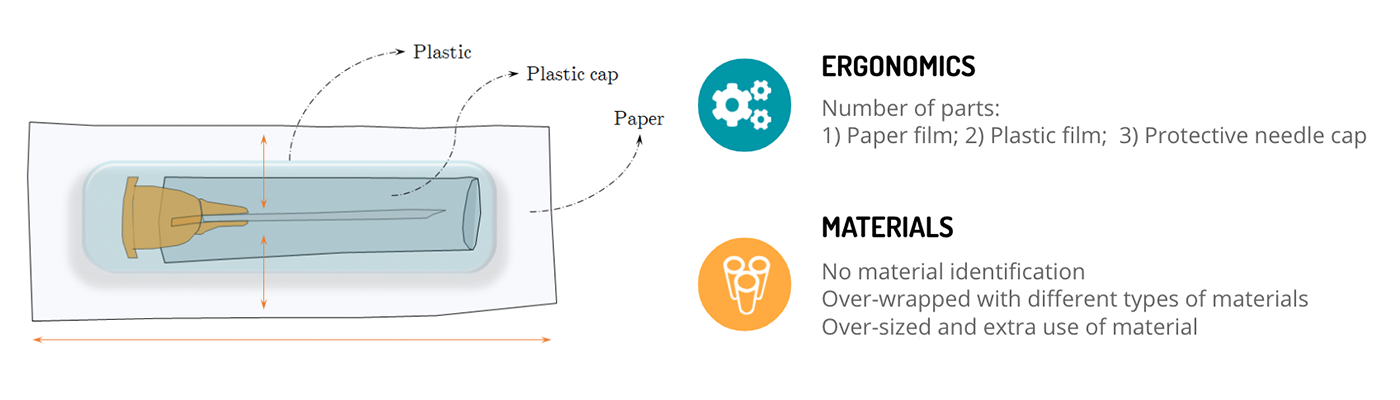 Plastic
Plastic cap
Paper
ERGONOMICS
Number of parts:
1) Paper film; 2) Plastic film; 3) Protective needle cap
MATERIALS
No material identification
Over-wrapped with different types of materials
Over-sized and extra use of material